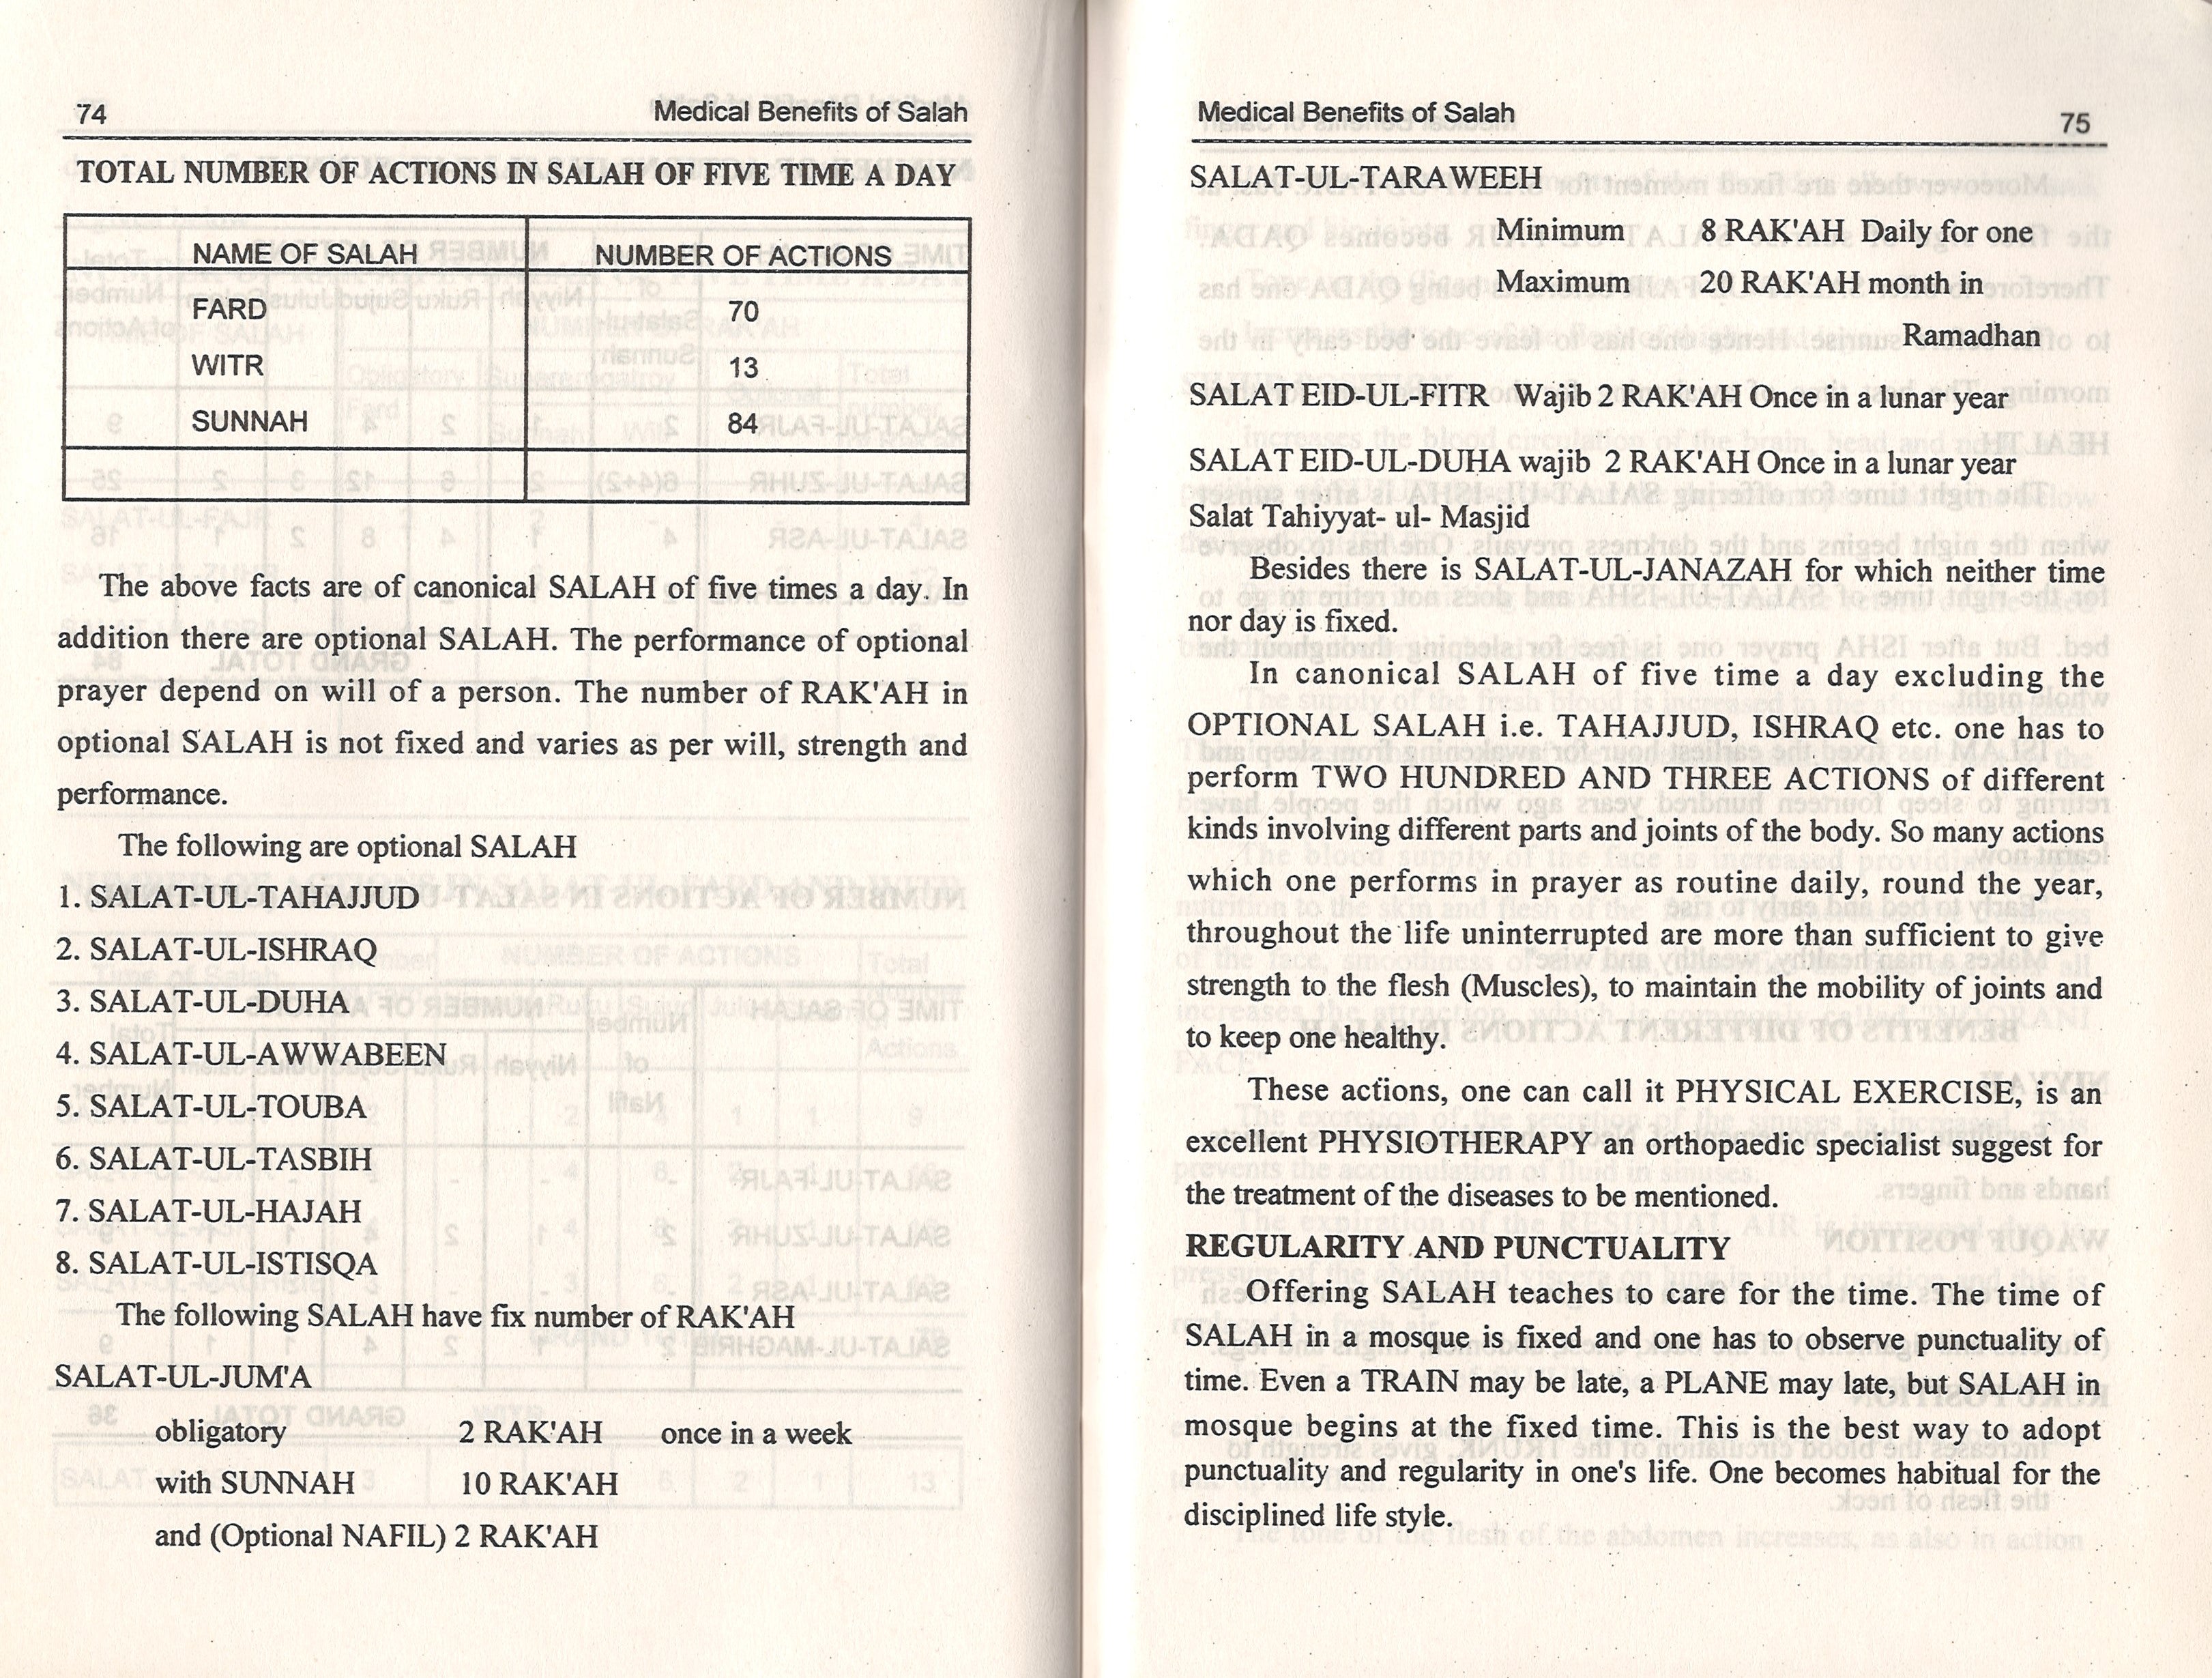 74 Medical Benefits of Salah
TOTAL NUMBER OF ACTIONS IN SALAH OF FIVE TIME A DAY
NAME OF SALAH NUMBER OF ACTIONS
FARD 70
WITR 13
SUNNAH 84
The above facts are of canonical SALAH of five times a day. In
addition there are optional SALAH. The performance of optional
prayer depend on will of a person. The number of RAK'AH in
optional SALAH is not fixed and varies as per will, strength and
performance.
The following are optional SALAH
1. SALAT-UL-TAHAJJUD
2. SALAT-UL-ISHRAQ
3. SALAT-UL-DUHA
4. SALAT-UL-AWWABEEN
5. SALAT-UL-TOUBA
6. SALAT-UL-TASBIH
7. SALAT-UL-HAJAH
8. SALAT-UL-ISTISQA
The following SALAH have fix number of RAK'AH
SALAT-UL-JUM'A
obligatory 2 RAK'AH once in a week
with SUNNAH 10 RAK'AH
and (Optional NAFIL) 2 RAK'AH
Medical Benefits of Salah 75
SALAT-UL-TARAWEEH
Minimum 8 RAK'AH Daily for one
Maximum 20 RAK'AH month in
Ramadhan
SALAT EID-UL-FITR Wajib 2 RAK'AH Once in a lunar year
SALAT EID-UL-DUHA wajib 2 RAK'AH Once in a lunar year
Salat Tahiyyat- ul- Masjid
Besides there is SALAT-UL-JANAZAH for which neither time
nor day is fixed.
In canonical SALAH of five time a day excluding the
OPTIONAL SALAH i.e. TAHAJJUD, ISHRAQ etc. one has to
perform TWO HUNDRED AND THREE ACTIONS of different
kinds involving different parts and joints of the body. So many actions
which one performs in prayer as routine daily, round the year,
throughout the life uninterrupted are more than sufficient to give
strength to the flesh (Muscles), to maintain the mobility of joints and
to keep one healthy.
These actions, one can call it PHYSICAL EXERCISE, is an
excellent PHYSIOTHERAPY an orthopaedic specialist suggest for
the treatment of the diseases to be mentioned.
REGULARITY AND PUNCTUALITY
Offering SALAH teaches to care for the time. The time of
SALAH in a mosque is fixed and one has to observe punctuality of
time. Even a TRAIN may be late, a PLANE may late, but SALAH in
mosque begins at the fixed time. This is the best way to adopt
punctuality and regularity in one's life. One becomes habitual for the
disciplined life style.